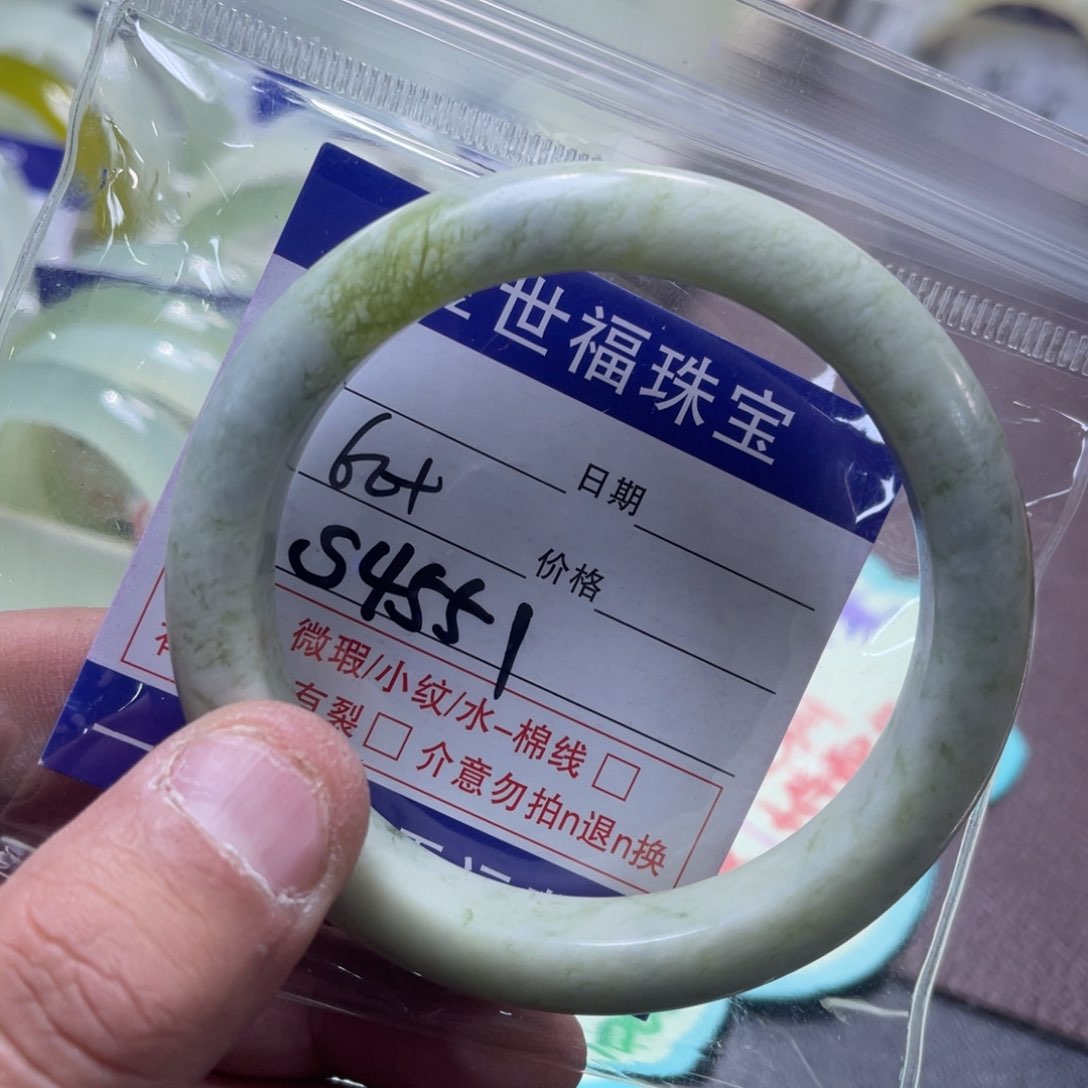 世福珠宝
日期
60+
价格
S4551
微瑕/小纹/水-棉线 □
有裂 □ 介意勿拍n退n换